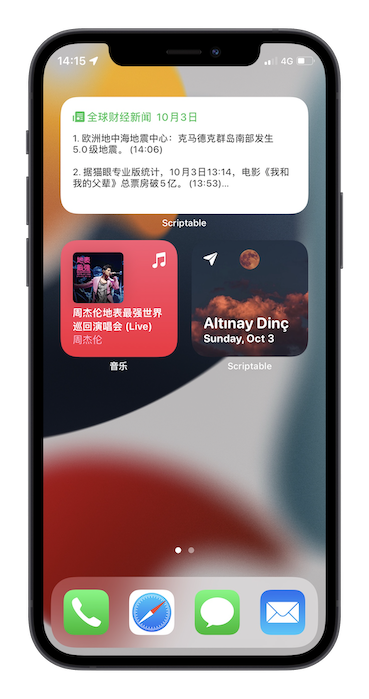 14:15
4G
全球财经新闻 10月3日
1. 欧洲地中海地震中心：克马德克群岛南部发生
5.0级地震。(14:06)
2. 据猫眼专业版统计，10月3日13:14，电影《我和
我的父辈》总票房破5亿。(13:53)...
Scriptable
周杰伦地表最强世界
巡回演唱会 (Live)
周杰伦
音乐
Altınay Dinç
Sunday, Oct 3
Scriptable